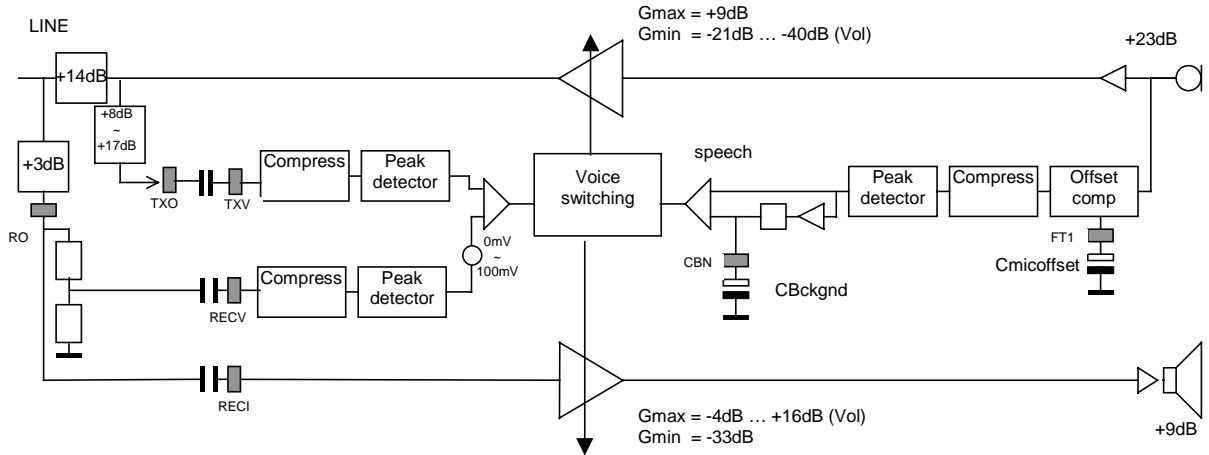 Gmax = +9dB
Gmin = -21dB … -40dB (Vol)
LINE
+23dB
+14dB
+8dB
~
+17dB
+3dB
speech
Compress
Peak
detector
Voice
switching
Peak
detector
Compress
Offset
comp
TXO
TXV
RO
0mV
~
100mV
CBN
FT1
Cmicoffset
CBckgnd
Compress
Peak
detector
RECV
RECI
Gmax = -4dB … +16dB (Vol)
Gmin = -33dB
+9dB